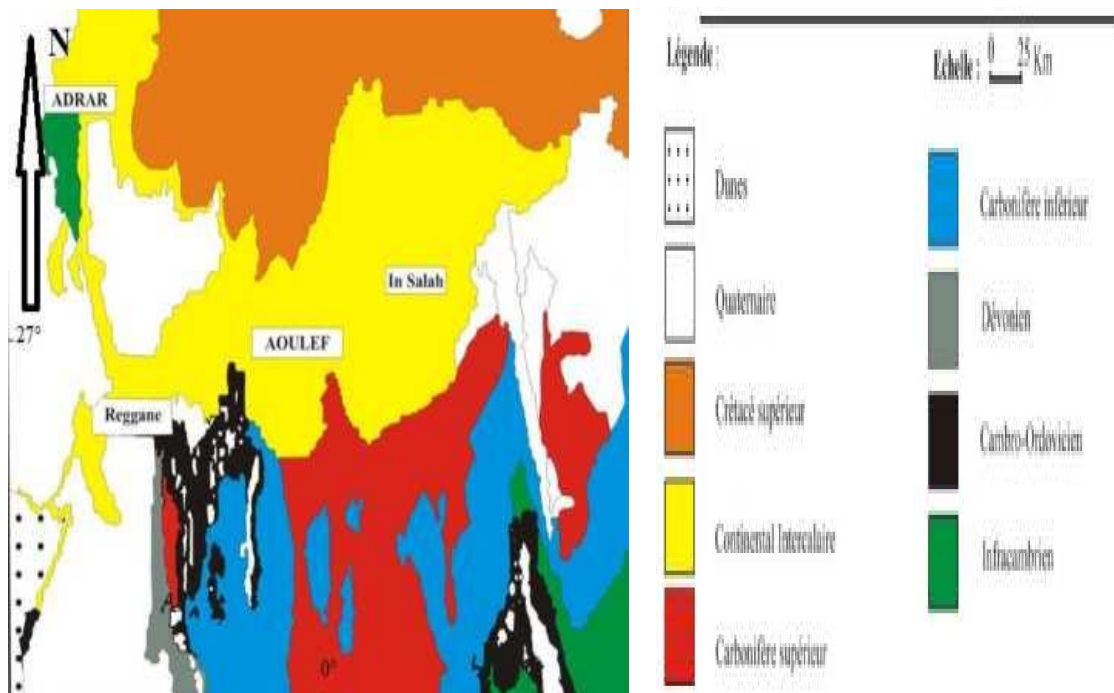 N
ADRAR
In Salah
27°
AOULEF
Reggane
0°
Légende :
Echelle : 0 25 Km
Dunes
Quaternaire
Crétacé supérieur
Continental Intercalaire
Carbonifère supérieur
Carbonifère inférieur
Dévonien
Cambro-Ordovicien
Infracambrien